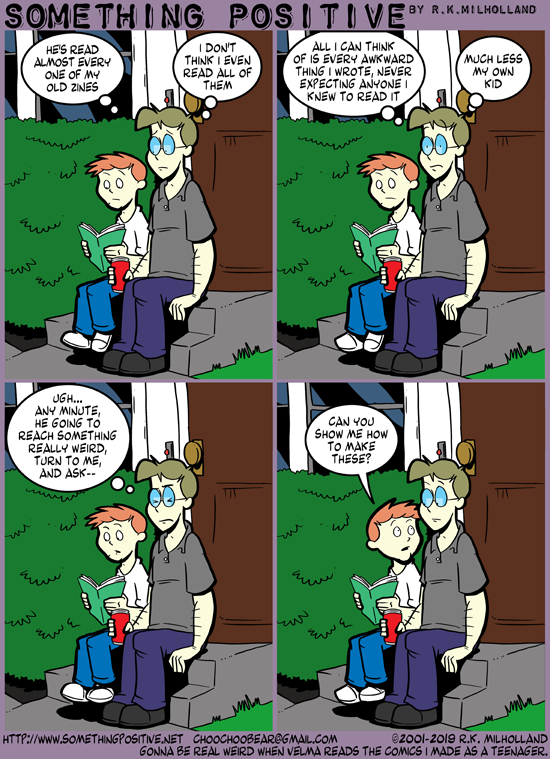 SOMETHING POSITIVE BY R.K.MILHOLLAND
HE'S READ
ALMOST EVERY
ONE OF MY
OLD ZINES
I DON'T
THINK I EVEN
READ ALL OF
THEM
ALL I CAN THINK
OF IS EVERY AWKWARD
THING I WROTE, NEVER
EXPECTING ANYONE I
KNEW TO READ IT
MUCH LESS
MY OWN
KID
UGH...
ANY MINUTE,
HE GOING TO
REACH SOMETHING
REALLY WEIRD,
TURN TO ME,
AND ASK--
CAN YOU
SHOW ME HOW
TO MAKE
THESE?
HTTP://WWW.SOMETHINGPOSITIVE.NET CHOOCHOOBEAR@GMAIL.COM ©2001-2019 R.K. MILHOLLAND
GONNA BE REAL WEIRD WHEN VELMA READS THE COMICS I MADE AS A TEENAGER.